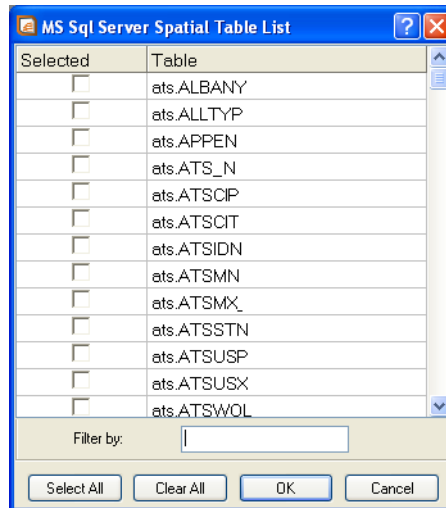 MS Sql Server Spatial Table List
Selected Table
ats.ALBANY
ats.ALLTYP
ats.APPEN
ats.ATS_N
ats.ATSCIP
ats.ATSCIT
ats.ATSIDN
ats.ATSMN
ats.ATSMX_
ats.ATSSTN
ats.ATSUSP
ats.ATSUSX
ats.ATSWOL
Filter by:
Select All Clear All OK Cancel